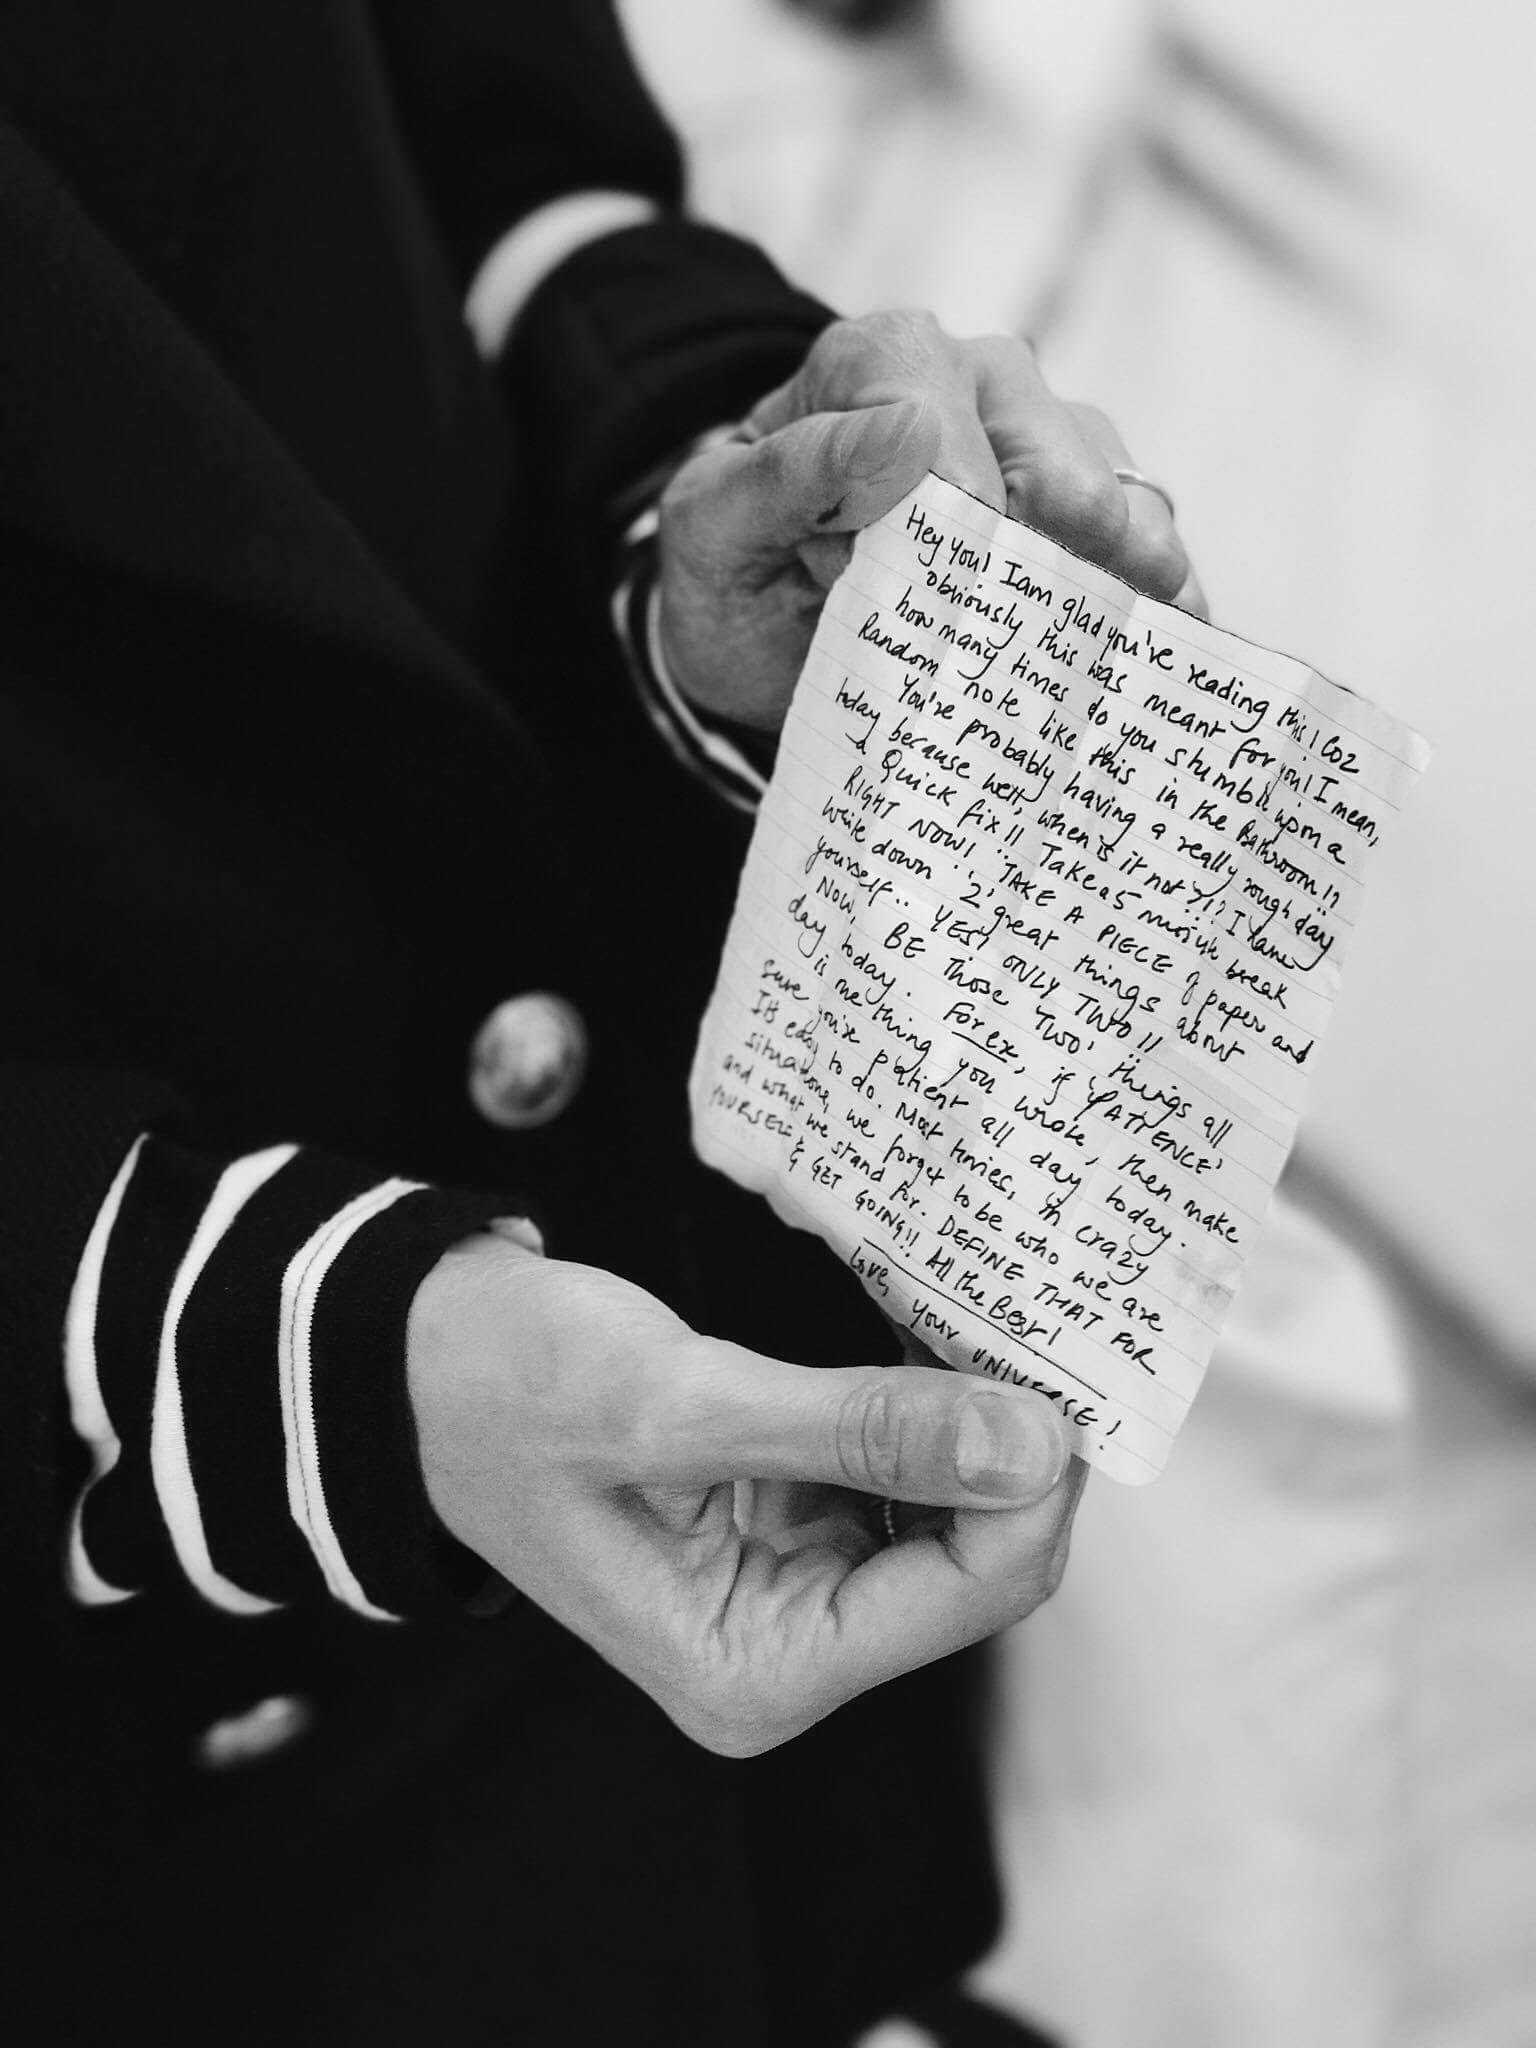 Hey you! I am glad you're reading this! Coz
obviously this was meant for you! I mean,
how many times do you stumble upon a
Random note like this in the Bathroom!?
You're probably having a really rough day
today because well, when is it not?!? I have
a Quick fix!! Take a 5 minute break
RIGHT NOW! TAKE A PIECE of paper and
write down '2' great things about
yourself.. YES! ONLY TWO!!
Now, BE Those 'TWO' things all
day today. For ex, if 'PATIENCE'
is one thing you wrote, then make
sure you're patient all day today.
Its easy to do. Most times, in crazy
situations, we forget to be who we are
and what we stand for. DEFINE THAT FOR
YOURSELF & GET GOING!! All the Best!
Love, your UNIVERSE!